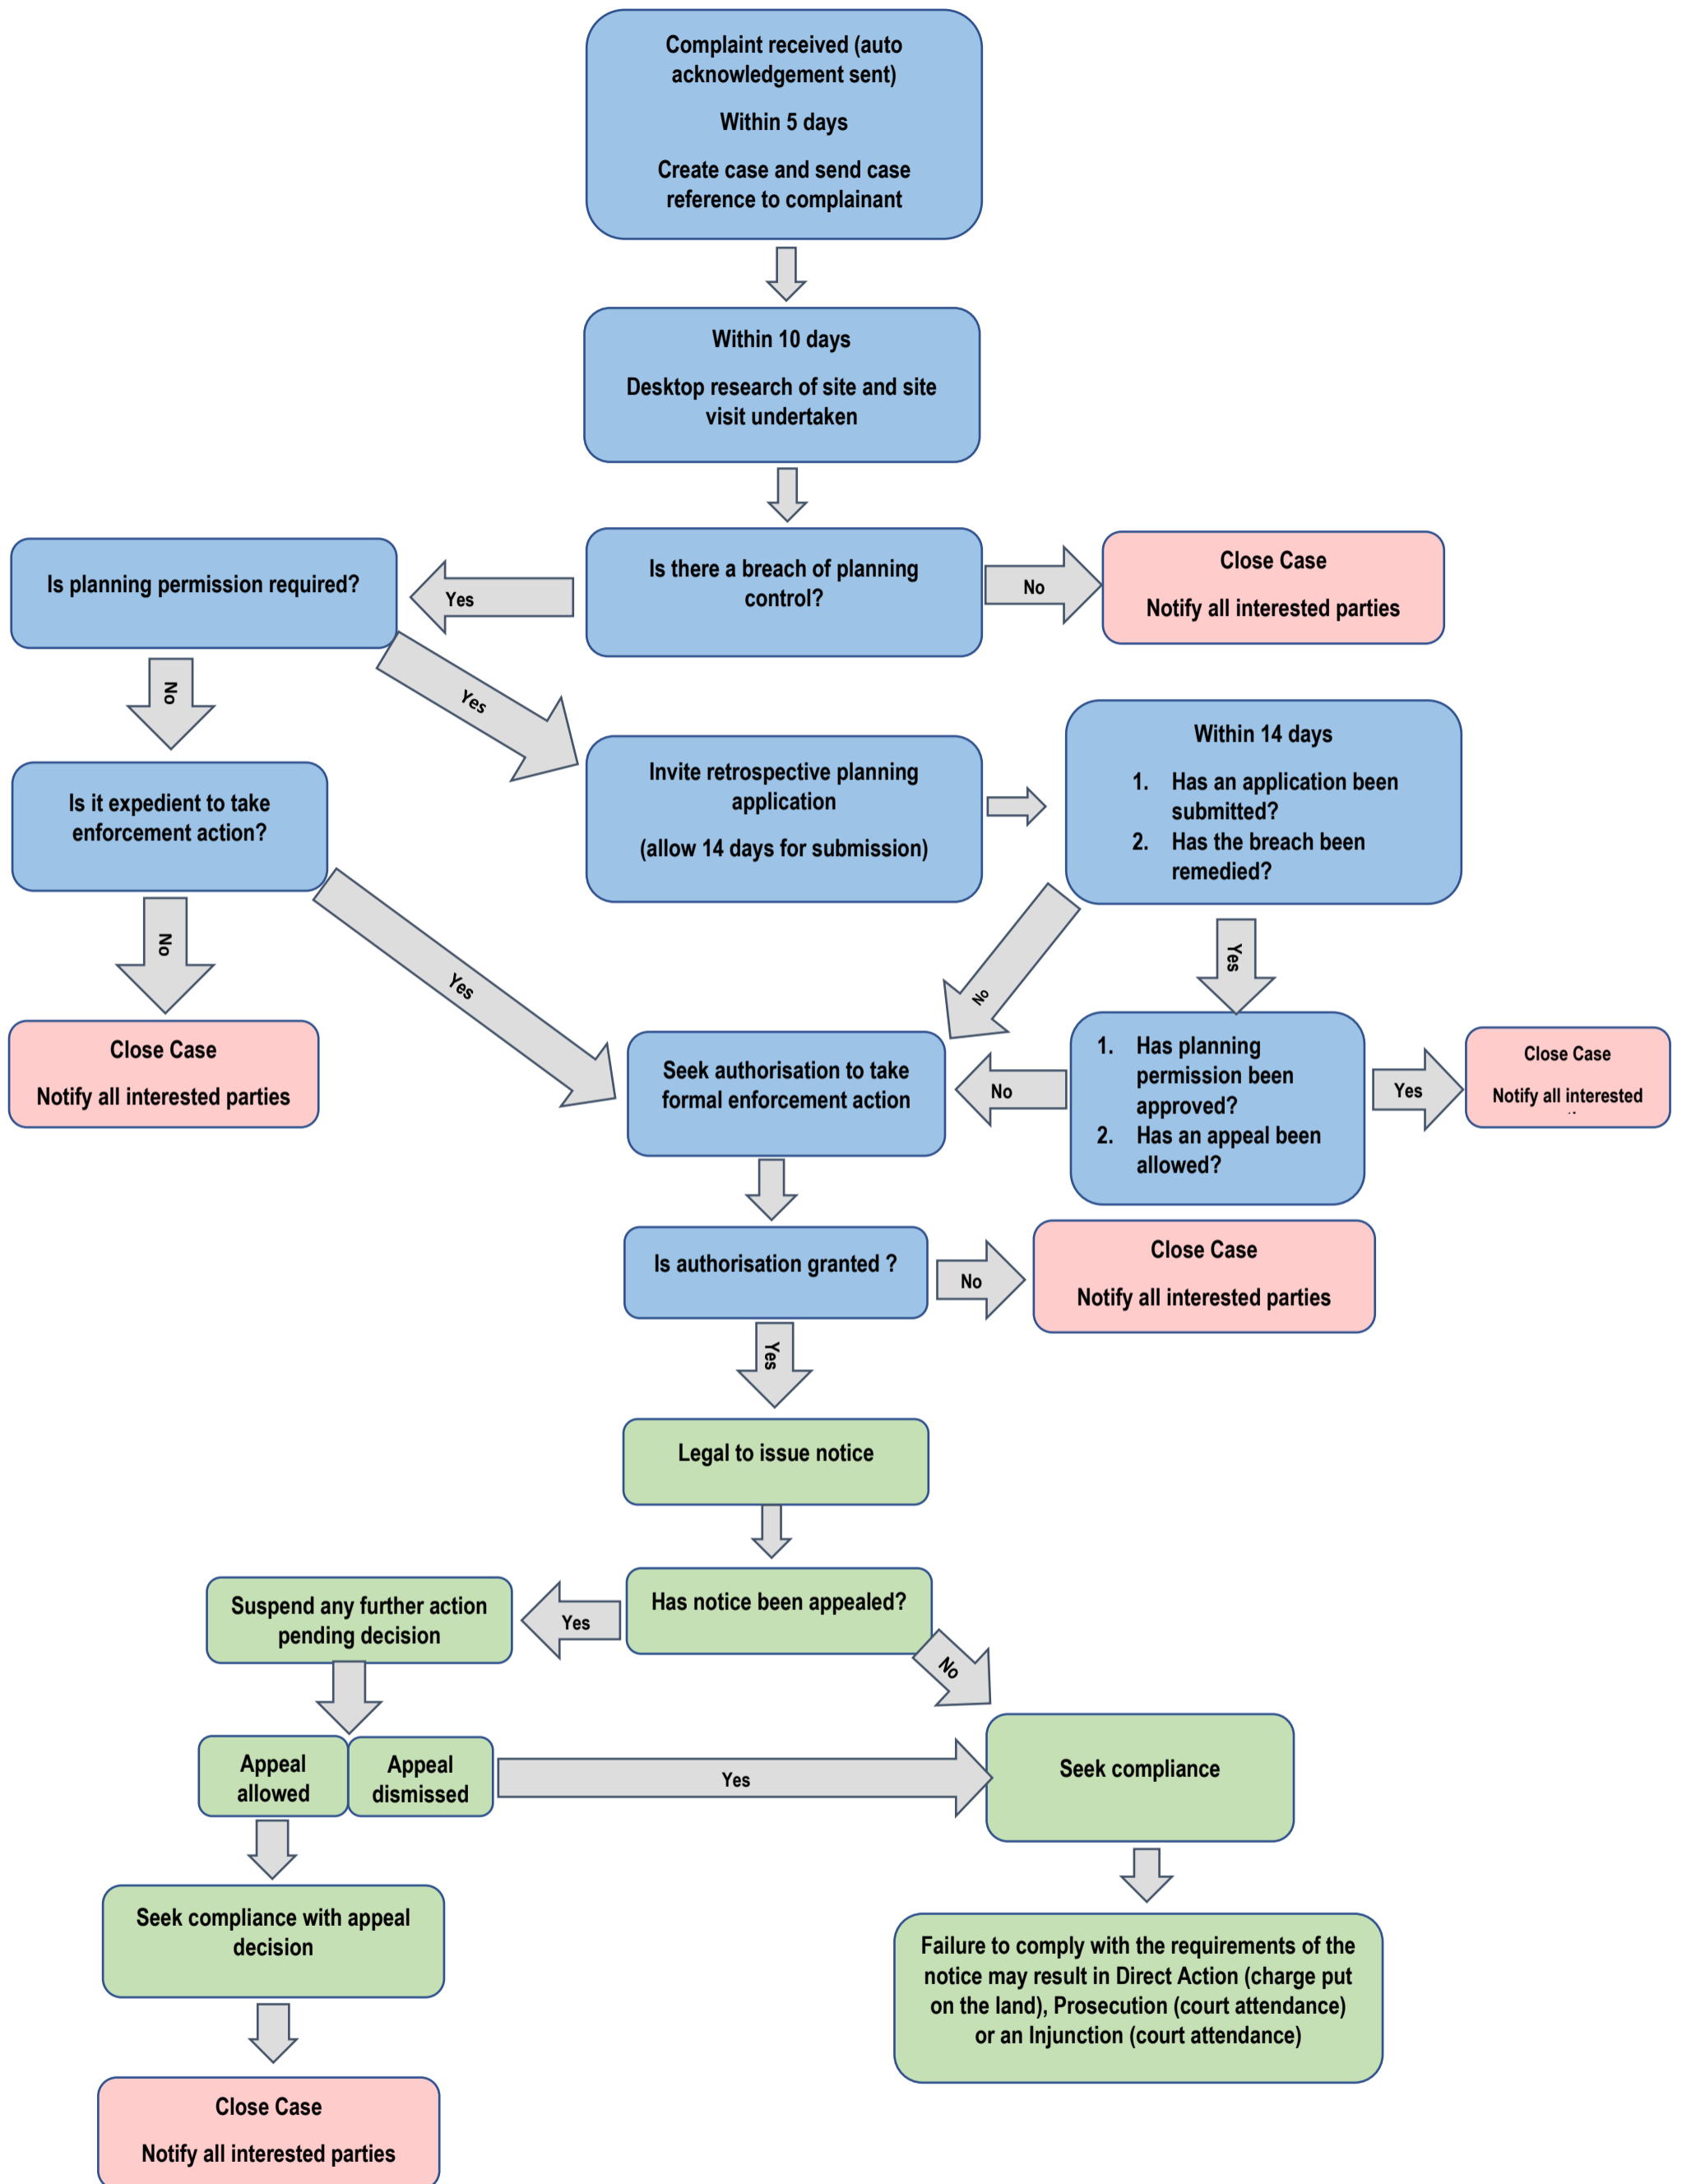 Complaint received (auto
acknowledgement sent)
Within 5 days
Create case and send case
reference to complainant
Within 10 days
Desktop research of site and site
visit undertaken
Is planning permission required?
Yes
Is there a breach of planning
control?
No
Close Case
Notify all interested parties
No
Yes
Is it expedient to take
enforcement action?
Invite retrospective planning
application
(allow 14 days for submission)
Within 14 days
1. Has an application been
submitted?
2. Has the breach been
remedied?
No
Yes
No
Yes
Close Case
Notify all interested parties
Seek authorisation to take
formal enforcement action
No
1. Has planning
permission been
approved?
2. Has an appeal been
allowed?
Yes
Close Case
Notify all interested
Is authorisation granted ?
No
Close Case
Notify all interested parties
Yes
Legal to issue notice
Suspend any further action
pending decision
Yes
Has notice been appealed?
No
Appeal
allowed
Appeal
dismissed
Yes
Seek compliance
Seek compliance with appeal
decision
Failure to comply with the requirements of the
notice may result in Direct Action (charge put
on the land), Prosecution (court attendance)
or an Injunction (court attendance)
Close Case
Notify all interested parties